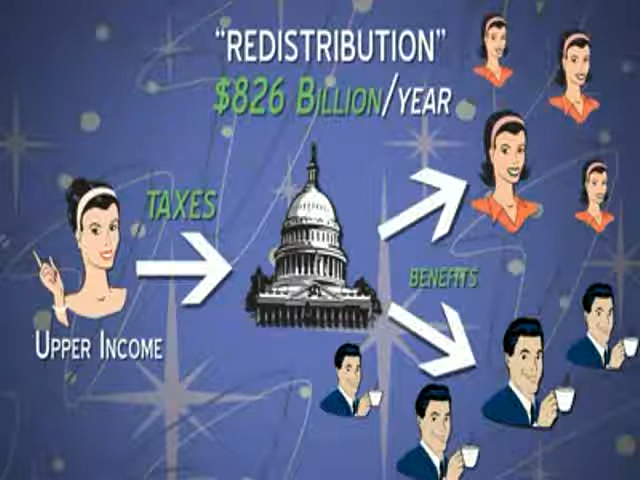 “REDISTRIBUTION”
$826 BILLION/YEAR
TAXES
BENEFITS
UPPER INCOME